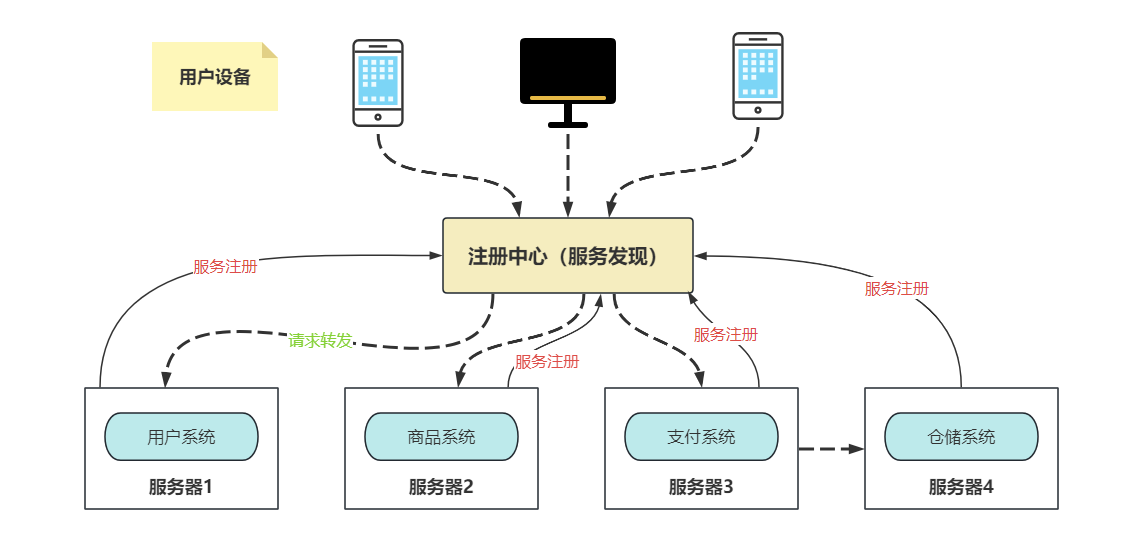 用户设备
注册中心（服务发现）
服务注册
服务注册
请求转发
服务注册
服务注册
用户系统
商品系统
支付系统
仓储系统
服务器1
服务器2
服务器3
服务器4